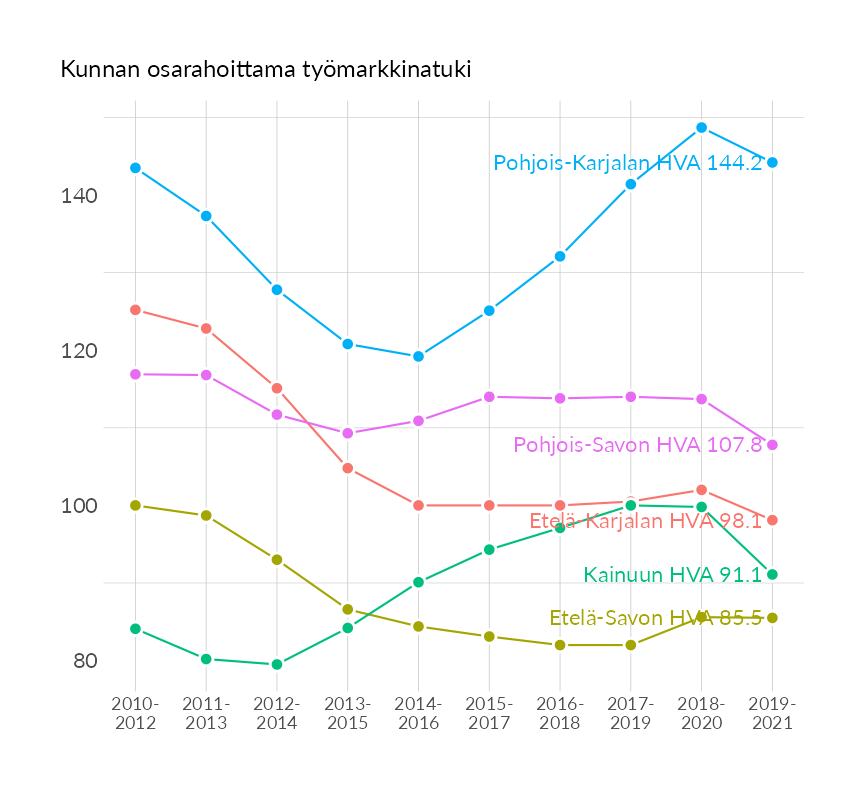 Kunnan osarahoittama työmarkkinatuki
Pohjois-Karjalan HVA 144.2
140
120
Pohjois-Savon HVA 107.8
100
Etelä-Karjalan HVA 98.1
Kainuun HVA 91.1
Etelä-Savon HVA 85.5
80
2010-2012 2011-2013 2012-2014 2013-2015 2014-2016 2015-2017 2016-2018 2017-2019 2018-2020 2019-2021